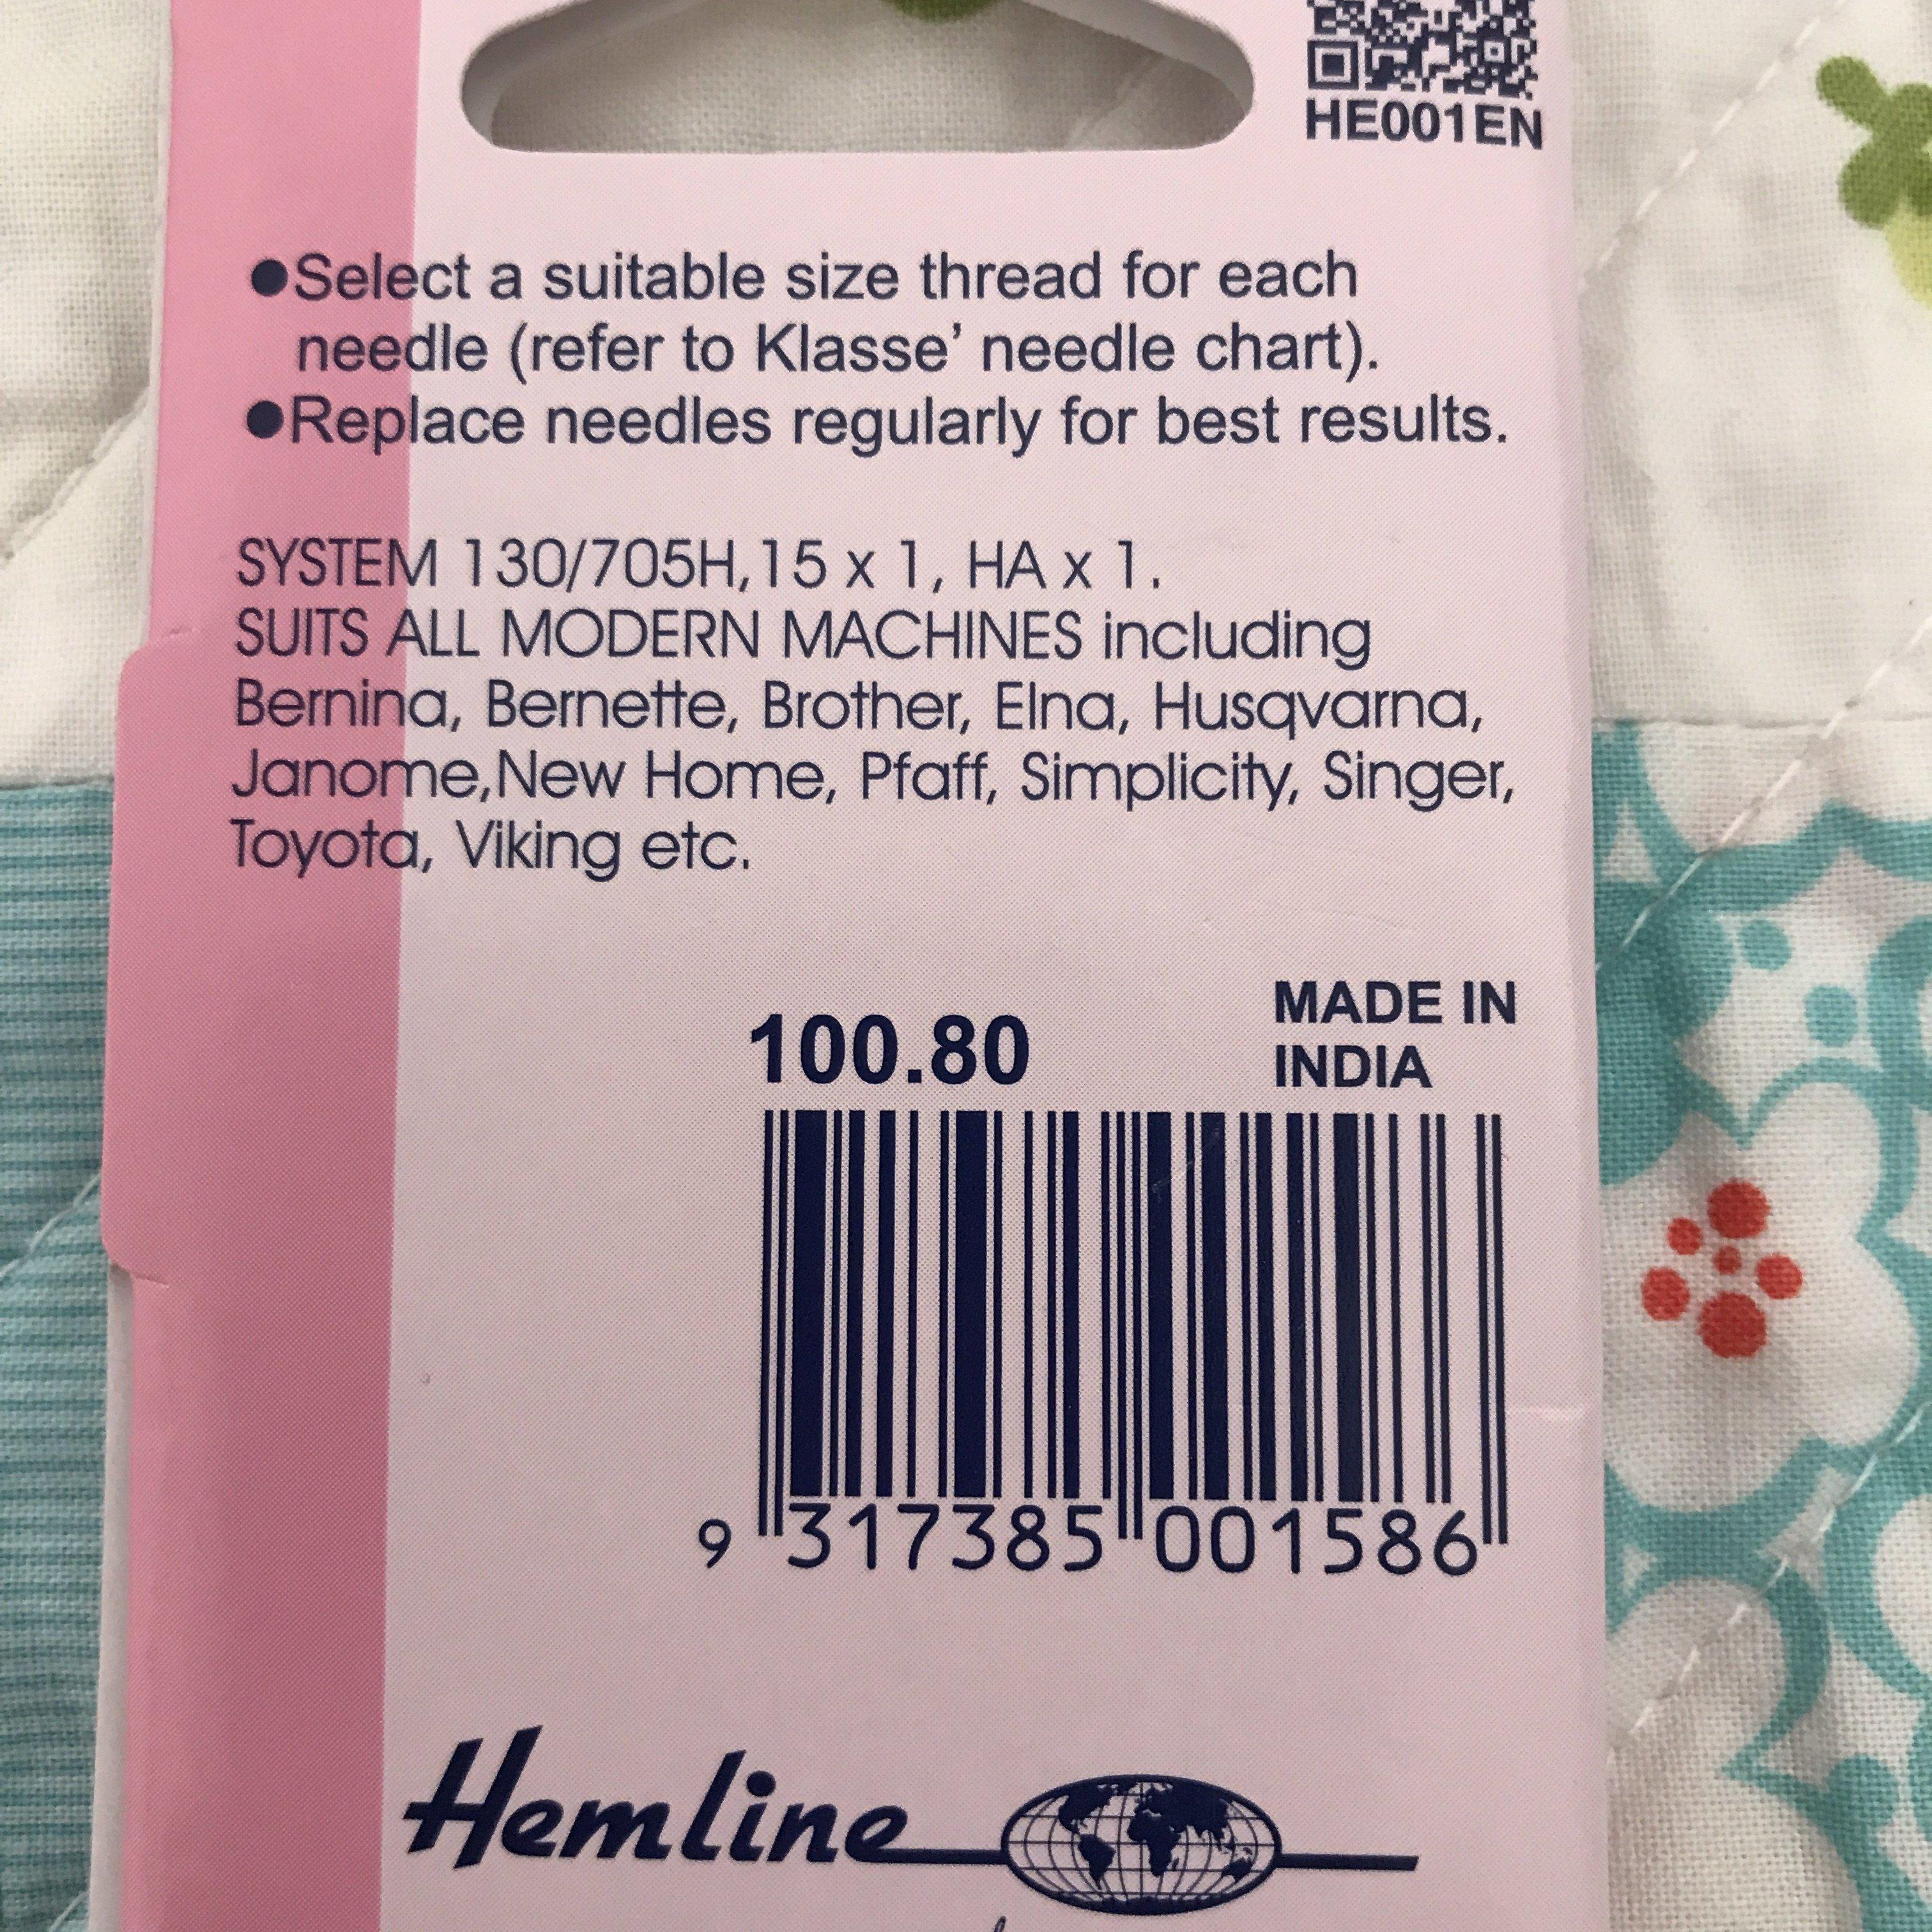 HE001EN
●Select a suitable size thread for each
needle (refer to Klasse’ needle chart).
●Replace needles regularly for best results.
SYSTEM 130/705H,15 x 1, HA x 1.
SUITS ALL MODERN MACHINES including
Bernina, Bernette, Brother, Elna, Husqvarna,
Janome,New Home, Pfaff, Simplicity, Singer,
Toyota, Viking etc.
100.80
MADE IN
INDIA
9 317385 001586
Hemline